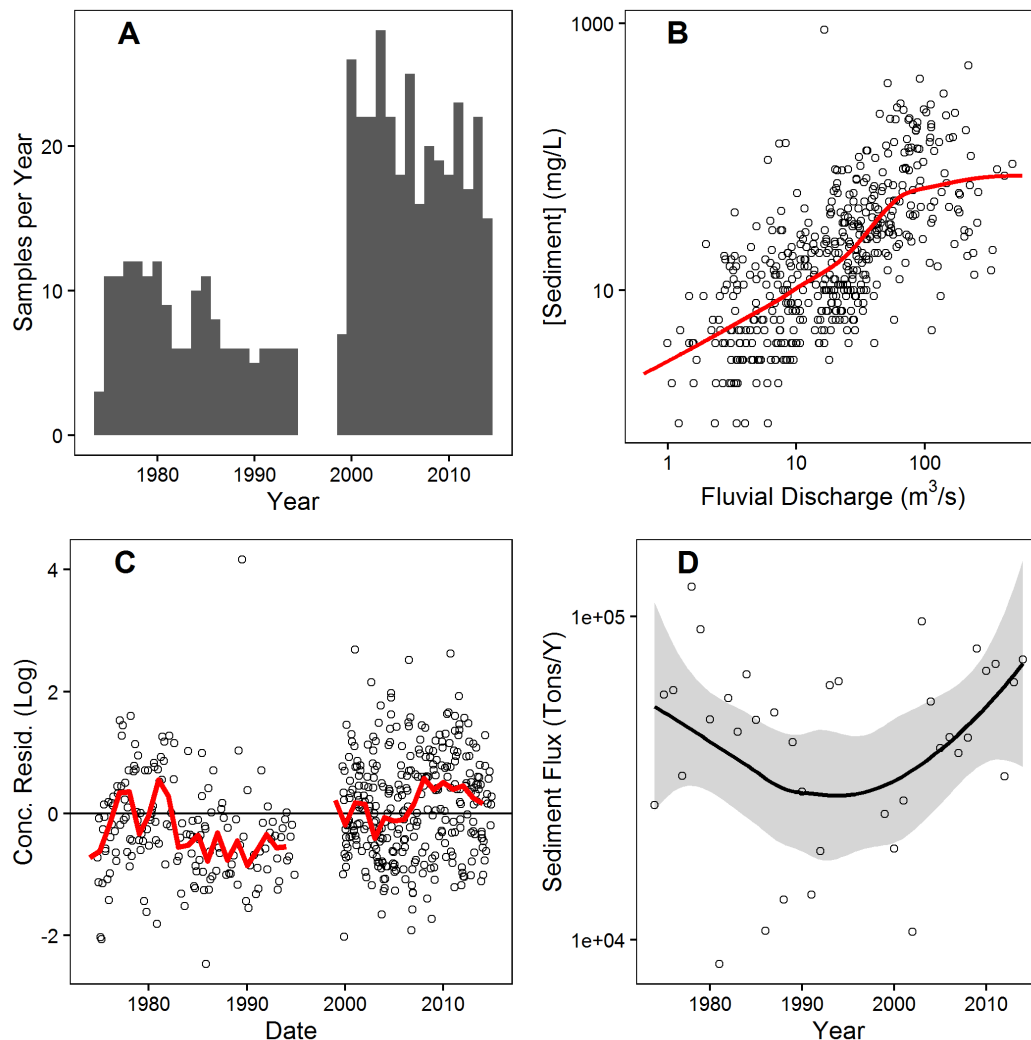 A
Samples per Year
20
10
0
1980
1990
2000
2010
Year
B
[Sediment] (mg/L)
1000
10
1
10
100
Fluvial Discharge (m³/s)
C
Conc. Resid. (Log)
4
2
0
-2
1980
1990
2000
2010
Date
D
Sediment Flux (Tons/Y)
1e+05
1e+04
1980
1990
2000
2010
Year